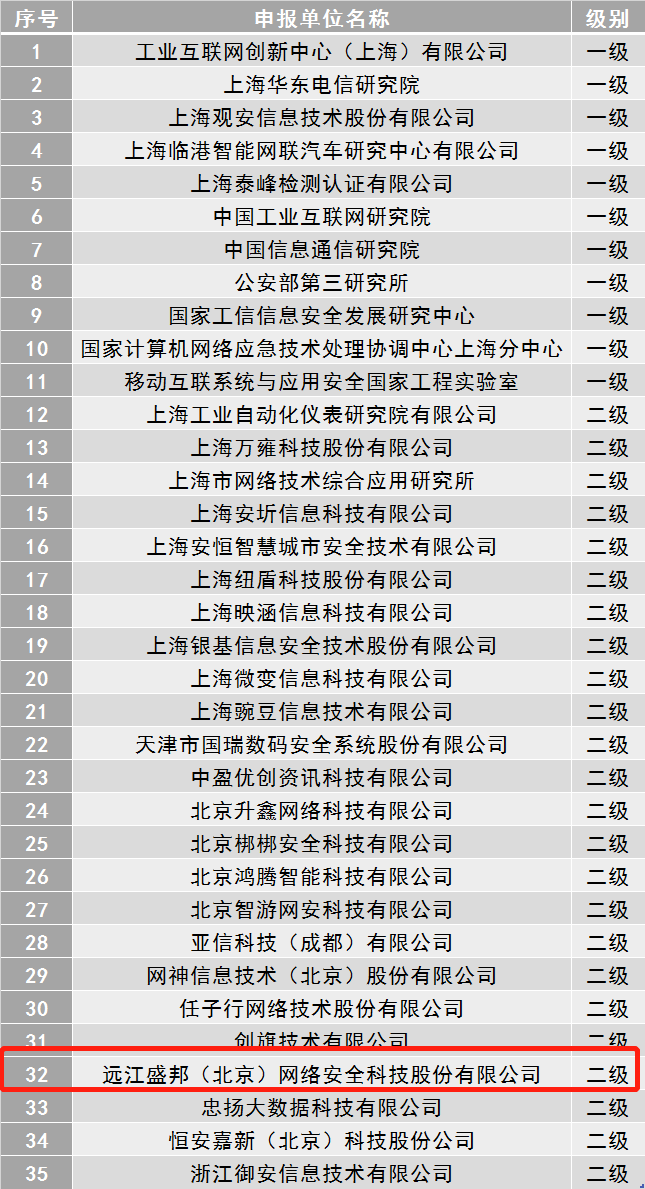 序号 申报单位名称 级别
1 工业互联网创新中心（上海）有限公司 一级
2 上海华东电信研究院 一级
3 上海观安信息技术股份有限公司 一级
4 上海临港智能网联汽车研究中心有限公司 一级
5 上海泰峰检测认证有限公司 一级
6 中国工业互联网研究院 一级
7 中国信息通信研究院 一级
8 公安部第三研究所 一级
9 国家工信信息安全发展研究中心 一级
10 国家计算机网络应急技术处理协调中心上海分中心 一级
11 移动互联系统与应用安全国家工程实验室 一级
12 上海工业自动化仪表研究院有限公司 二级
13 上海万雍科技股份有限公司 二级
14 上海市网络技术综合应用研究所 二级
15 上海安圻信息科技有限公司 二级
16 上海安恒智慧城市安全技术有限公司 二级
17 上海纽盾科技股份有限公司 二级
18 上海映涵信息科技有限公司 二级
19 上海银基信息安全技术股份有限公司 二级
20 上海微变信息科技有限公司 二级
21 上海豌豆信息技术有限公司 二级
22 天津市国瑞数码安全系统股份有限公司 二级
23 中盈优创资讯科技有限公司 二级
24 北京升鑫网络科技有限公司 二级
25 北京梆梆安全科技有限公司 二级
26 北京鸿腾智能科技有限公司 二级
27 北京智游网安科技有限公司 二级
28 亚信科技（成都）有限公司 二级
29 网神信息技术（北京）股份有限公司 二级
30 任子行网络技术股份有限公司 二级
31 创旗技术有限公司 二级
32 远江盛邦（北京）网络安全科技股份有限公司 二级
33 忠扬大数据科技有限公司 二级
34 恒安嘉新（北京）科技股份公司 二级
35 浙江御安信息技术有限公司 二级